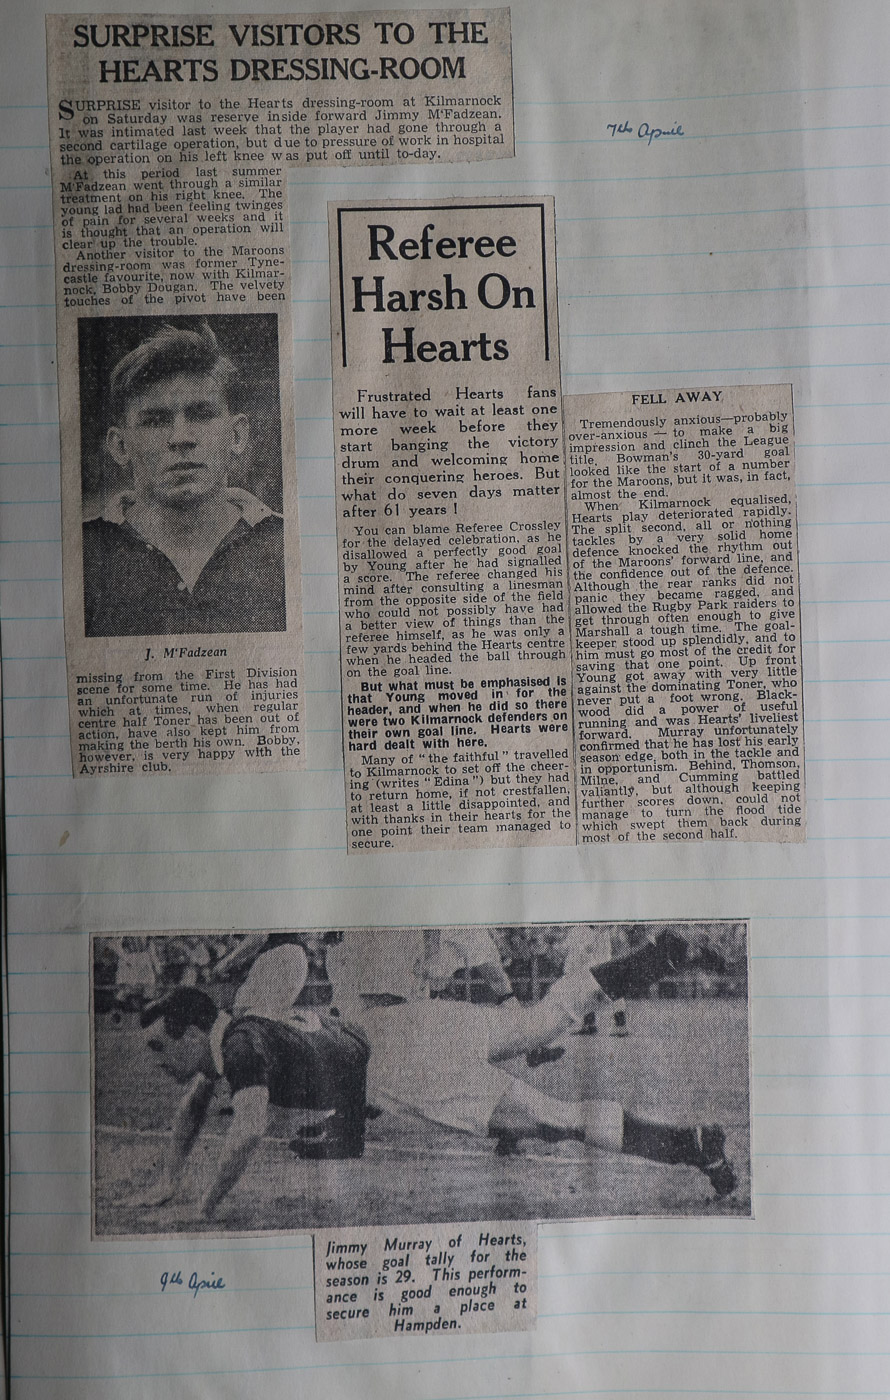 SURPRISE VISITORS TO THE
HEARTS DRESSING-ROOM
SURPRISE visitor to the Hearts dressing-room at Kilmarnock
on Saturday was reserve inside forward Jimmy M'Fadzean.
It was intimated last week that the player had gone through a
second cartilage operation, but due to pressure of work in hospital
the operation on his left knee was put off until to-day.
At this period last summer
M'Fadzean went through a similar
treatment on his right knee. The
young lad had been feeling twinges
of pain for several weeks and it
is thought that an operation will
clear up the trouble.
Another visitor to the Maroons
dressing-room was former Tyne-
castle favourite, now with Kilmar-
nock, Bobby Dougan. The velvety
touches of the pivot have been
J. M'Fadzean
missing from the First Division
scene for some time. He has had
an unfortunate run of injuries
which at times, when regular
centre half Toner has been out of
action, have also kept him from
making the berth his own. Bobby,
however, is very happy with the
Ayrshire club.
7th April
Referee
Harsh On
Hearts
Frustrated Hearts fans
will have to wait at least one
more week before they
start banging the victory
drum and welcoming home
their conquering heroes. But
what do seven days matter
after 61 years !
You can blame Referee Crossley
for the delayed celebration, as he
disallowed a perfectly good goal
by Young after he had signalled
a score. The referee changed his
mind after consulting a linesman
from the opposite side of the field
who could not possibly have had
a better view of things than the
referee himself, as he was only a
few yards behind the Hearts centre
when he headed the ball through
on the goal line.
But what must be emphasised is
that Young moved in for the
header, and when he did so there
were two Kilmarnock defenders on
their own goal line. Hearts were
hard dealt with here.
Many of "the faithful" travelled
to Kilmarnock to set off the cheer-
ing (writes "Edina") but they had
to return home, if not crestfallen,
at least a little disappointed, and
with thanks in their hearts for the
one point their team managed to
secure.
FELL AWAY
Tremendously anxious—probably
over-anxious — to make a big
impression and clinch the League
title, Bowman's 30-yard goal
looked like the start of a number
for the Maroons, but it was, in fact,
almost the end.
When Kilmarnock equalised,
Hearts play deteriorated rapidly.
The split second, all or nothing
tackles by a very solid home
defence knocked the rhythm out
of the Maroons' forward line, and
the confidence out of the defence.
Although the rear ranks did not
panic they became ragged, and
allowed the Rugby Park raiders to
get through often enough to give
Marshall a tough time. The goal-
keeper stood up splendidly, and to
him must go most of the credit for
saving that one point. Up front
Young got away with very little
against the dominating Toner, who
never put a foot wrong. Black-
wood did a power of useful
running and was Hearts' liveliest
forward. Murray unfortunately
confirmed that he has lost his early
season edge, both in the tackle and
in opportunism. Behind, Thomson,
Milne, and Cumming battled
valiantly, but although keeping
further scores down, could not
manage to turn the flood tide
which swept them back during
most of the second half.
Jimmy Murray of Hearts,
whose goal tally for the
season is 29. This perform-
ance is good enough to
secure him a place at
Hampden.
9th April